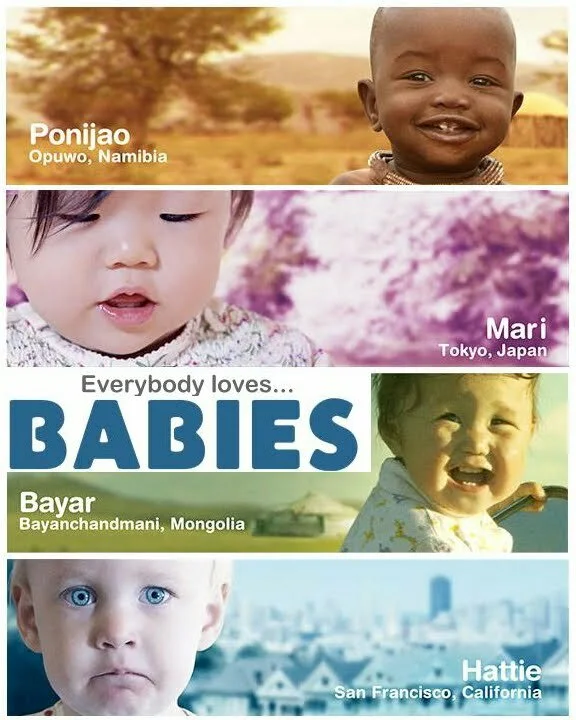 Ponijao
Opuwo, Namibia
Mari
Tokyo, Japan
Everybody loves...
BABIES
Bayar
Bayanchandmani, Mongolia
Hattie
San Francisco, California